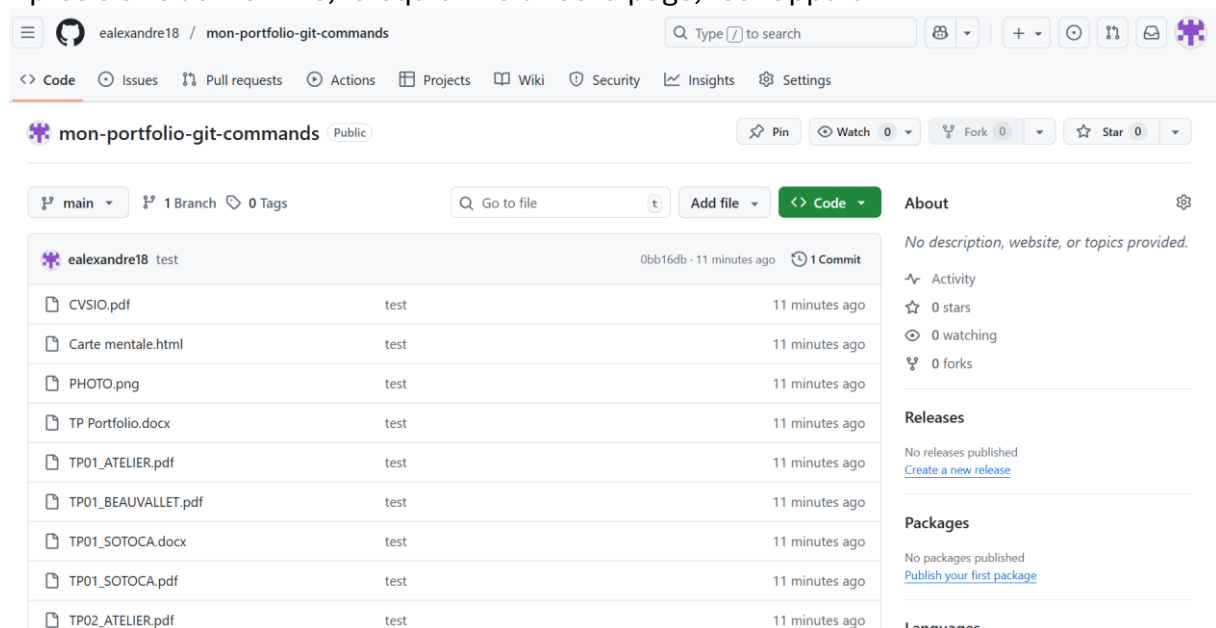 ealexandre18 / mon-portfolio-git-commands Type / to search
Code Issues Pull requests Actions Projects Wiki Security Insights Settings
mon-portfolio-git-commands Public Pin Watch 0 Fork 0 Star 0
main 1 Branch 0 Tags Go to file t Add file Code
About
No description, website, or topics provided.
ealexandre18 test 0bb16db · 11 minutes ago 1 Commit
Activity
CVSIO.pdf test 11 minutes ago
0 stars
0 watching
Carte mentale.html test 11 minutes ago
0 forks
PHOTO.png test 11 minutes ago
TP Portfolio.docx test 11 minutes ago
Releases
No releases published
Create a new release
TP01_ATELIER.pdf test 11 minutes ago
TP01_BEAUVALLET.pdf test 11 minutes ago
Packages
No packages published
Publish your first package
TP01_SOTOCA.docx test 11 minutes ago
TP01_SOTOCA.pdf test 11 minutes ago
TP02_ATELIER.pdf test 11 minutes ago
Languages